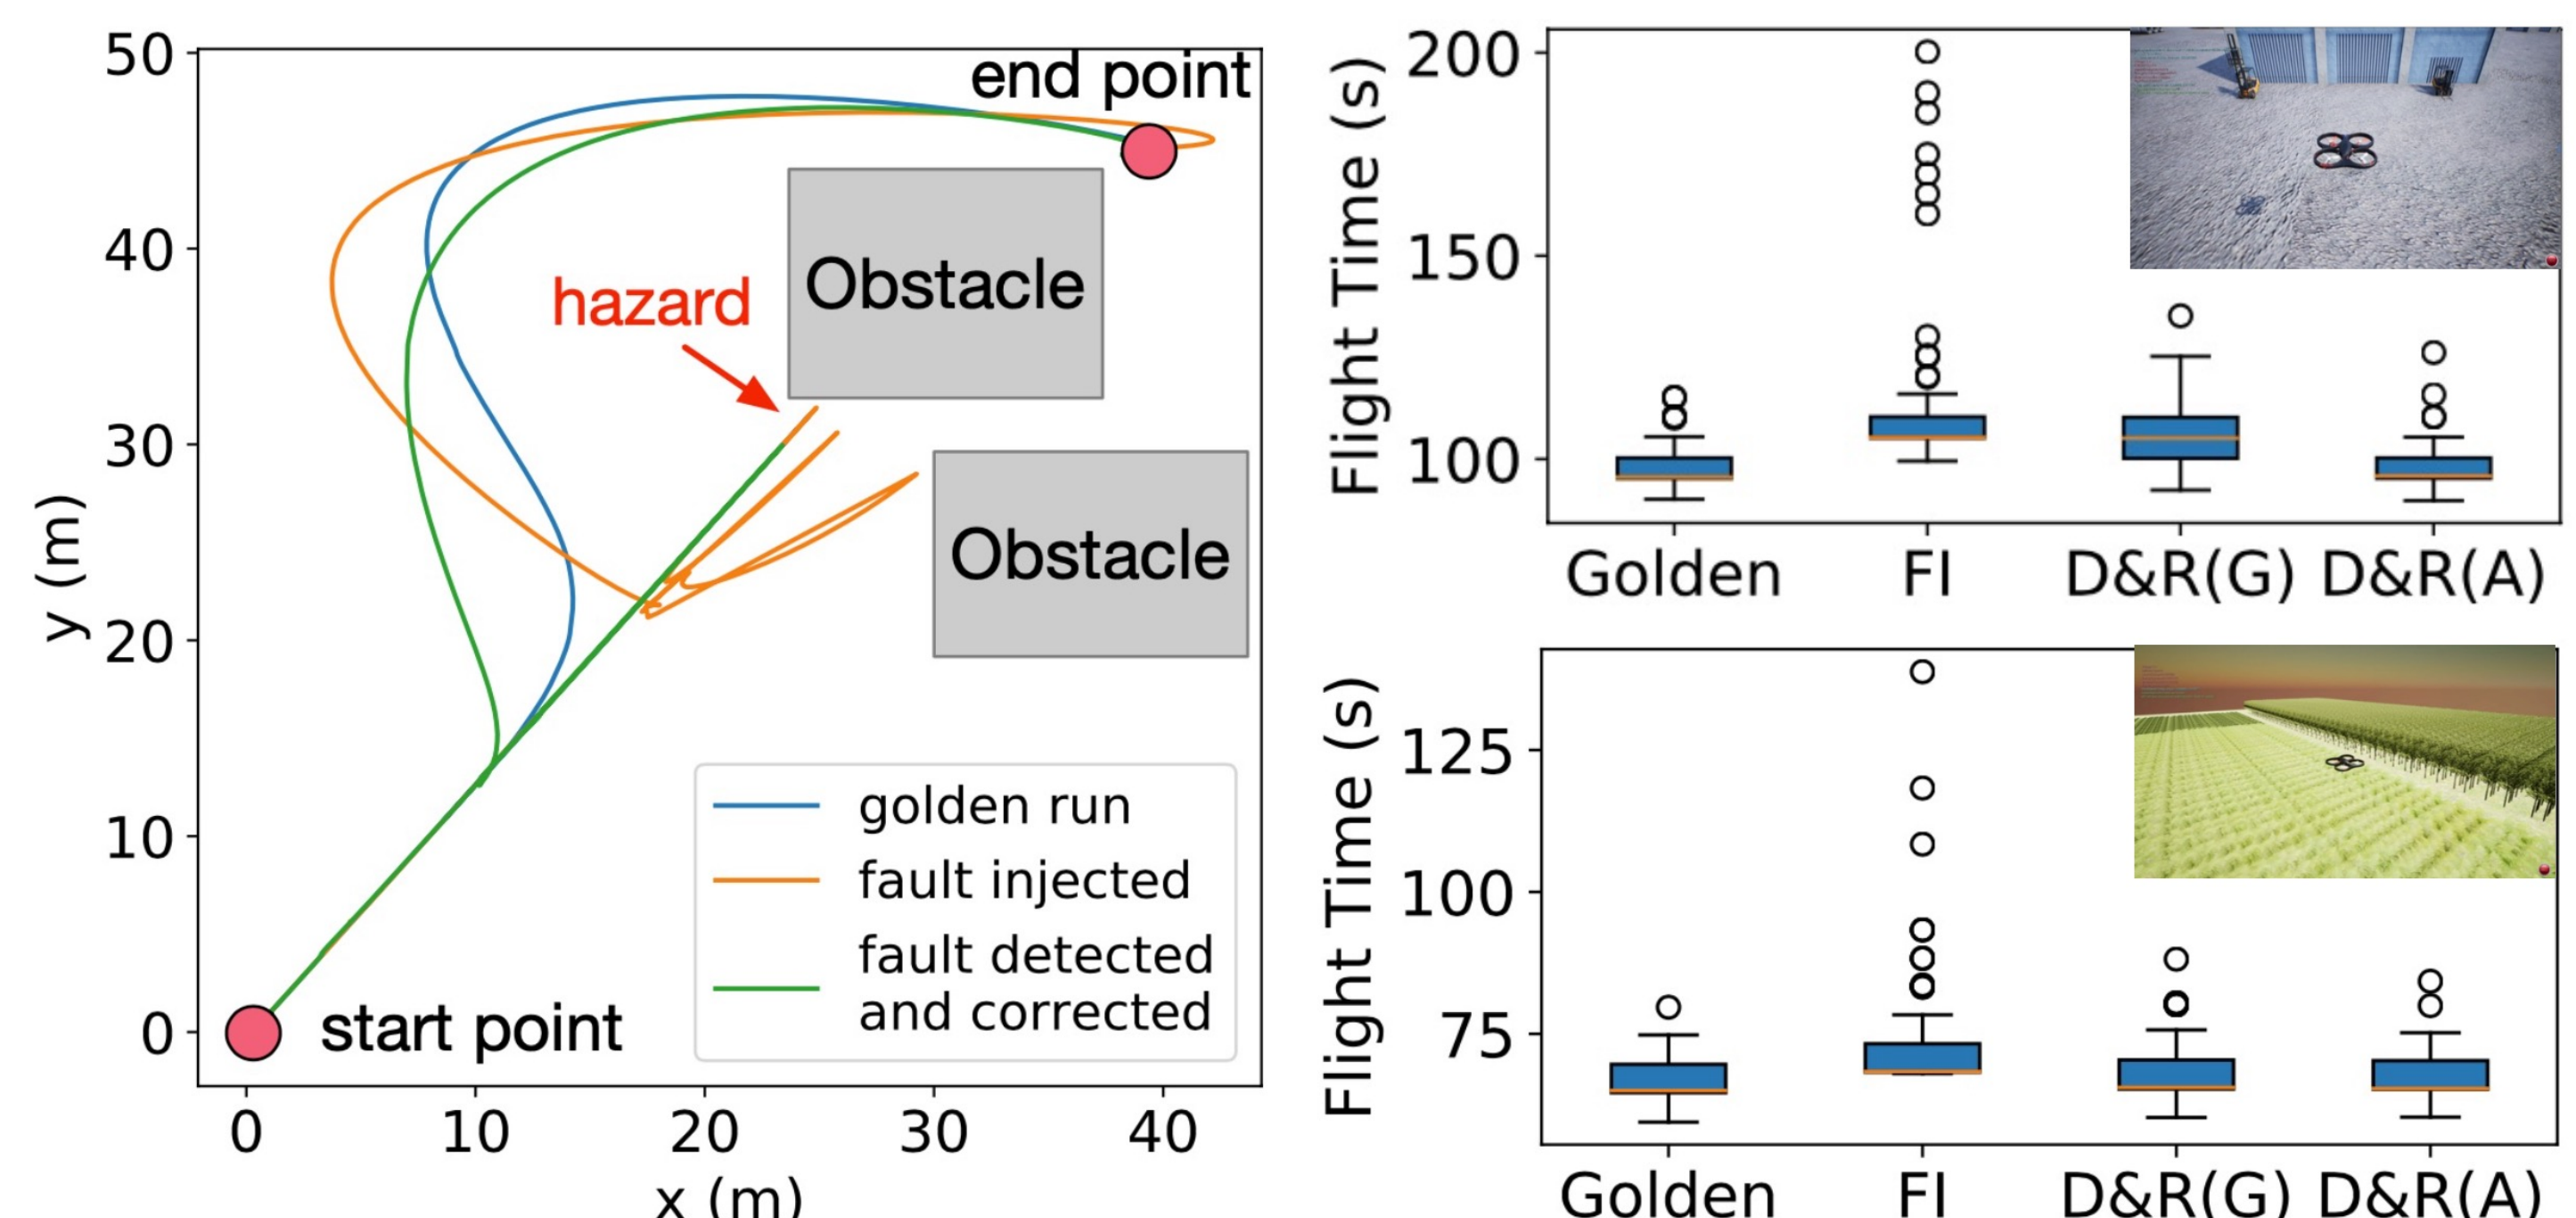 50
40
30
20
10
0
y (m)
end point
Obstacle
hazard
Obstacle
golden run
fault injected
fault detected
and corrected
start point
0 10 20 30 40
x (m)
200
150
100
Flight Time (s)
Golden FI D&R(G) D&R(A)
125
100
75
Flight Time (s)
Golden FI D&R(G) D&R(A)